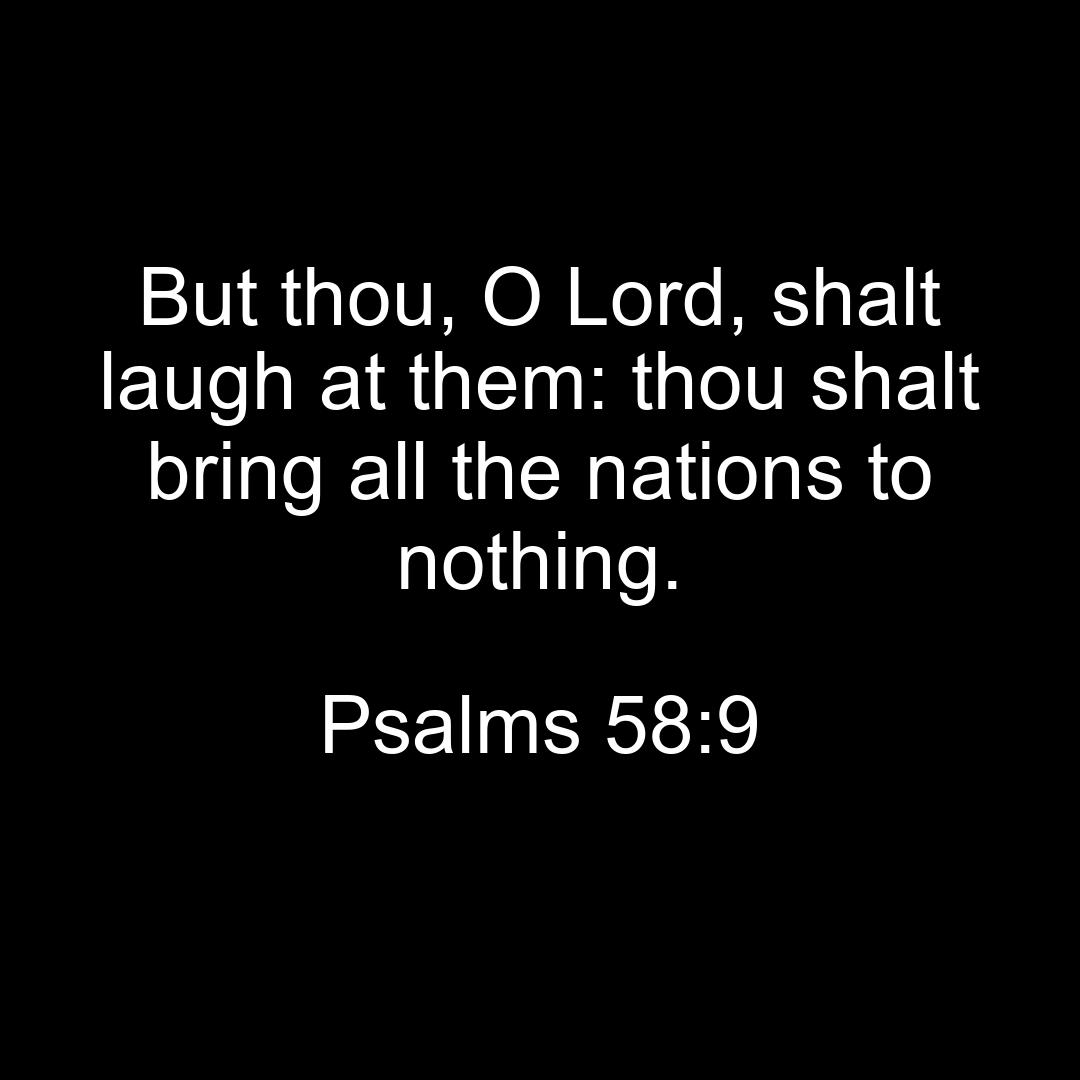 But thou, O Lord, shalt
laugh at them: thou shalt
bring all the nations to
nothing.
Psalms 58:9